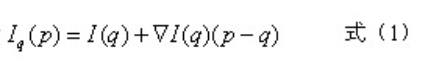 I_q(p) = I(q) + ∇I(q)(p − q) 式（1）